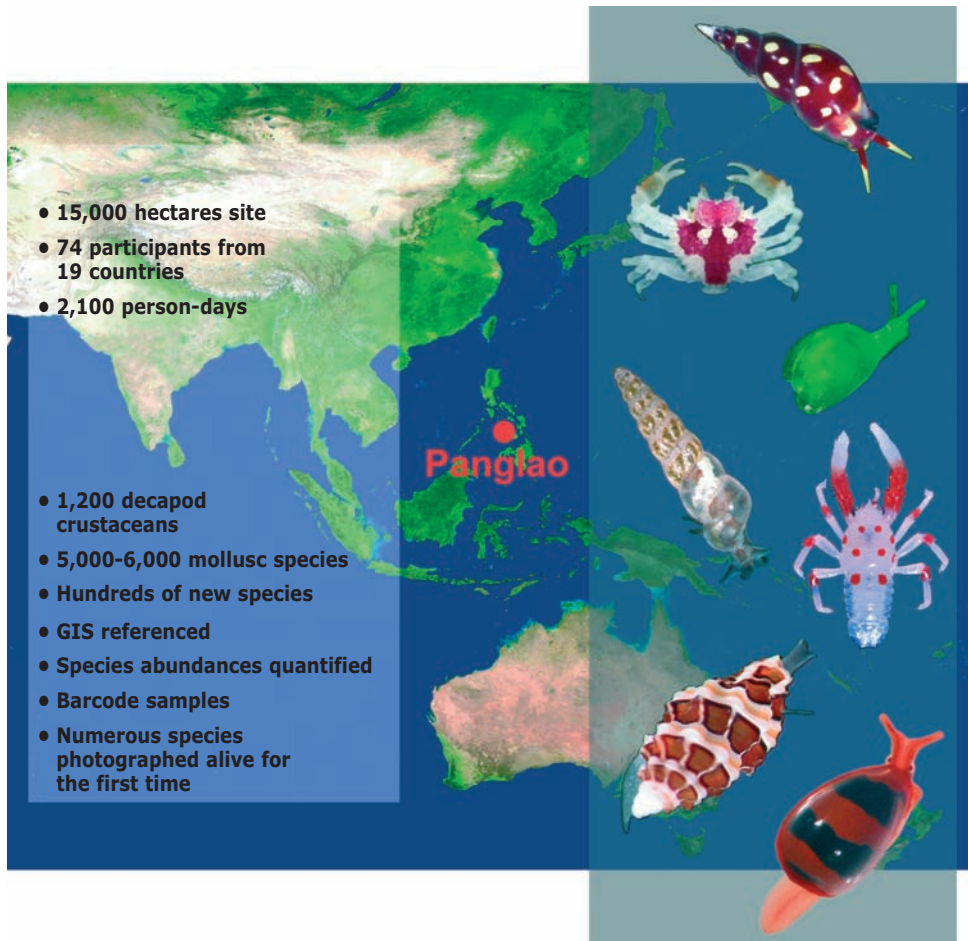 • 15,000 hectares site
• 74 participants from
19 countries
• 2,100 person-days
Panglao
• 1,200 decapod
crustaceans
• 5,000-6,000 mollusc species
• Hundreds of new species
• GIS referenced
• Species abundances quantified
• Barcode samples
• Numerous species
photographed alive for
the first time